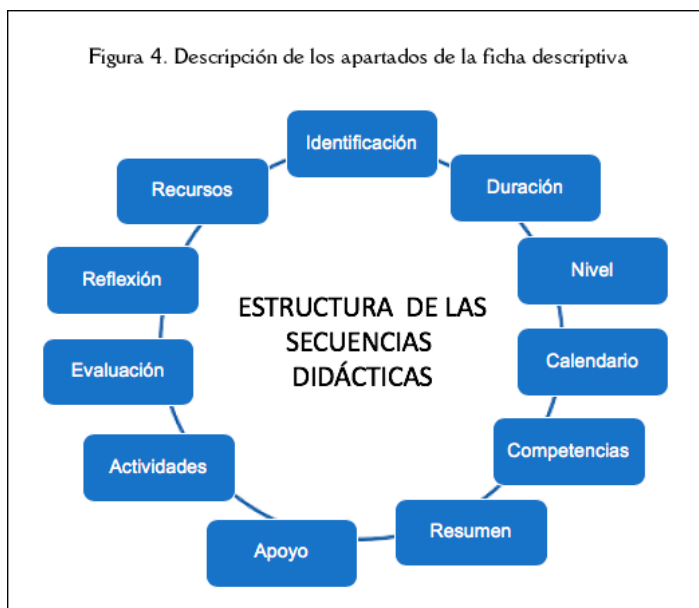 Figura 4. Descripción de los apartados de la ficha descriptiva
Identificación
Duración
Nivel
Calendario
Competencias
Resumen
Apoyo
Actividades
Evaluación
Reflexión
Recursos
ESTRUCTURA DE LAS
SECUENCIAS
DIDÁCTICAS